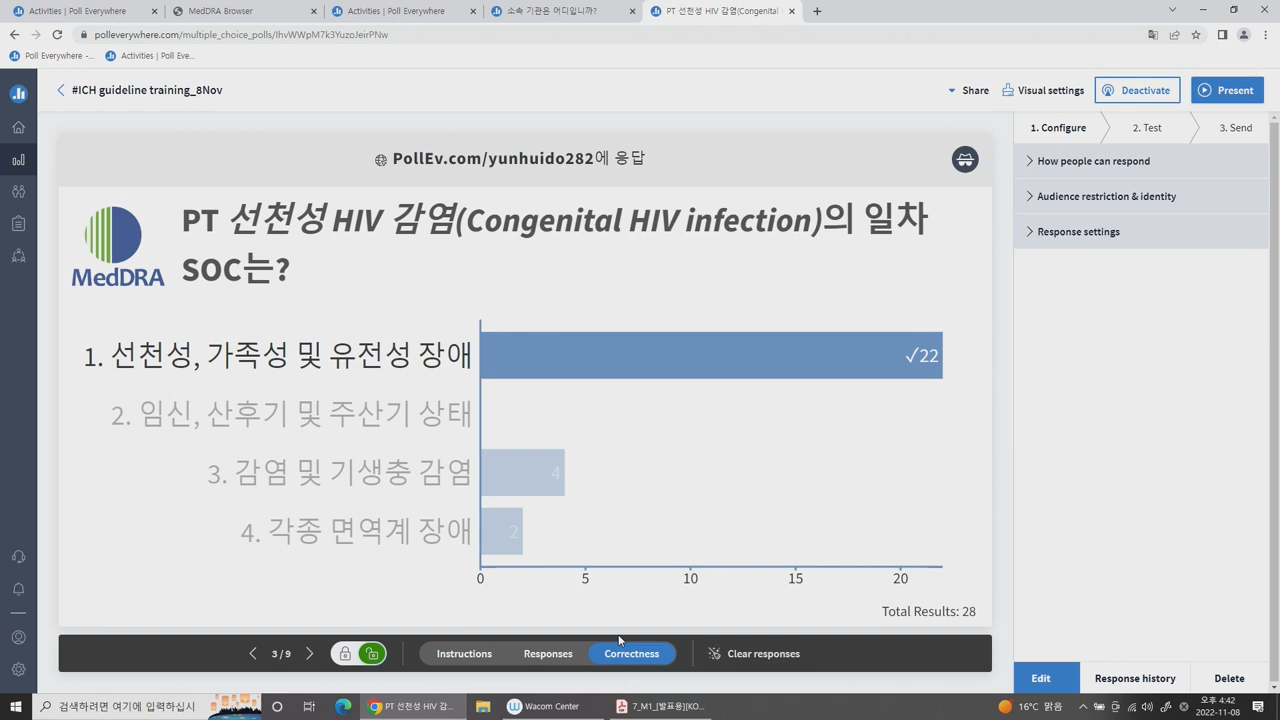 Activities | Poll Everywhere
MedDRA Browser
Activities | Poll Everywhere
소속 기관은 어디입니까?
PT 선천성 HIV 감염(Congenital
polleverywhere.com/multiple_choice_polls/IhvWWpM7k3YuzoJeirPNw
Poll Everywhere -...
Activities | Poll Eve...
#ICH guideline training_8Nov
Share
Visual settings
Deactivate
Present
1. Configure
2. Test
3. Send
How people can respond
Audience restriction & identity
Response settings
PollEv.com/yunhuido282에 응답
MedDRA
PT 선천성 HIV 감염(Congenital HIV infection)의 일차
SOC는?
1. 선천성, 가족성 및 유전성 장애
✓22
2. 임신, 산후기 및 주산기 상태
3. 감염 및 기생충 감염
4
4. 각종 면역계 장애
2
0
5
10
15
20
Total Results: 28
3 / 9
Instructions
Responses
Correctness
Clear responses
Edit
Response history
Delete
검색하려면 여기에 입력하십시
PT 선천성 HIV 감...
Wacom Center
7_M1_[발표용][KO...
16°C 맑음
오후 4:42
2022-11-08